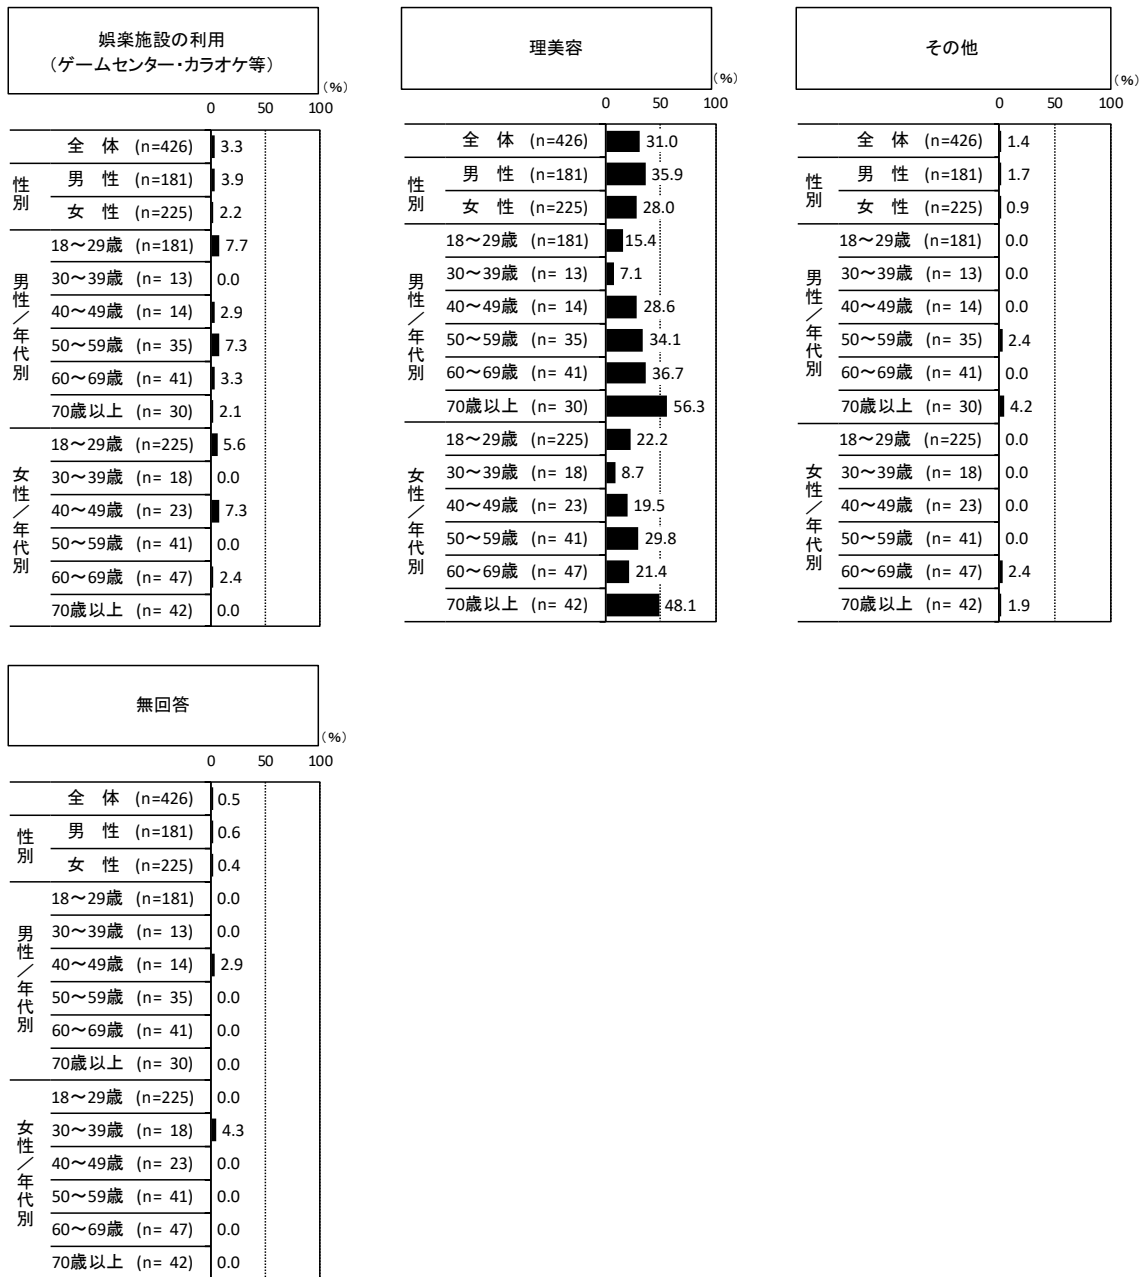 娯楽施設の利用
（ゲームセンター・カラオケ等）
(%)
0 50 100
全 体 (n=426) 3.3
性別
男 性 (n=181) 3.9
女 性 (n=225) 2.2
男性／年代別
18～29歳 (n=181) 7.7
30～39歳 (n= 13) 0.0
40～49歳 (n= 14) 2.9
50～59歳 (n= 35) 7.3
60～69歳 (n= 41) 3.3
70歳以上 (n= 30) 2.1
女性／年代別
18～29歳 (n=225) 5.6
30～39歳 (n= 18) 0.0
40～49歳 (n= 23) 7.3
50～59歳 (n= 41) 0.0
60～69歳 (n= 47) 2.4
70歳以上 (n= 42) 0.0
理美容
(%)
0 50 100
全 体 (n=426) 31.0
性別
男 性 (n=181) 35.9
女 性 (n=225) 28.0
男性／年代別
18～29歳 (n=181) 15.4
30～39歳 (n= 13) 7.1
40～49歳 (n= 14) 28.6
50～59歳 (n= 35) 34.1
60～69歳 (n= 41) 36.7
70歳以上 (n= 30) 56.3
女性／年代別
18～29歳 (n=225) 22.2
30～39歳 (n= 18) 8.7
40～49歳 (n= 23) 19.5
50～59歳 (n= 41) 29.8
60～69歳 (n= 47) 21.4
70歳以上 (n= 42) 48.1
その他
(%)
0 50 100
全 体 (n=426) 1.4
性別
男 性 (n=181) 1.7
女 性 (n=225) 0.9
男性／年代別
18～29歳 (n=181) 0.0
30～39歳 (n= 13) 0.0
40～49歳 (n= 14) 0.0
50～59歳 (n= 35) 2.4
60～69歳 (n= 41) 0.0
70歳以上 (n= 30) 4.2
女性／年代別
18～29歳 (n=225) 0.0
30～39歳 (n= 18) 0.0
40～49歳 (n= 23) 0.0
50～59歳 (n= 41) 0.0
60～69歳 (n= 47) 2.4
70歳以上 (n= 42) 1.9
無回答
(%)
0 50 100
全 体 (n=426) 0.5
性別
男 性 (n=181) 0.6
女 性 (n=225) 0.4
男性／年代別
18～29歳 (n=181) 0.0
30～39歳 (n= 13) 0.0
40～49歳 (n= 14) 2.9
50～59歳 (n= 35) 0.0
60～69歳 (n= 41) 0.0
70歳以上 (n= 30) 0.0
女性／年代別
18～29歳 (n=225) 0.0
30～39歳 (n= 18) 4.3
40～49歳 (n= 23) 0.0
50～59歳 (n= 41) 0.0
60～69歳 (n= 47) 0.0
70歳以上 (n= 42) 0.0